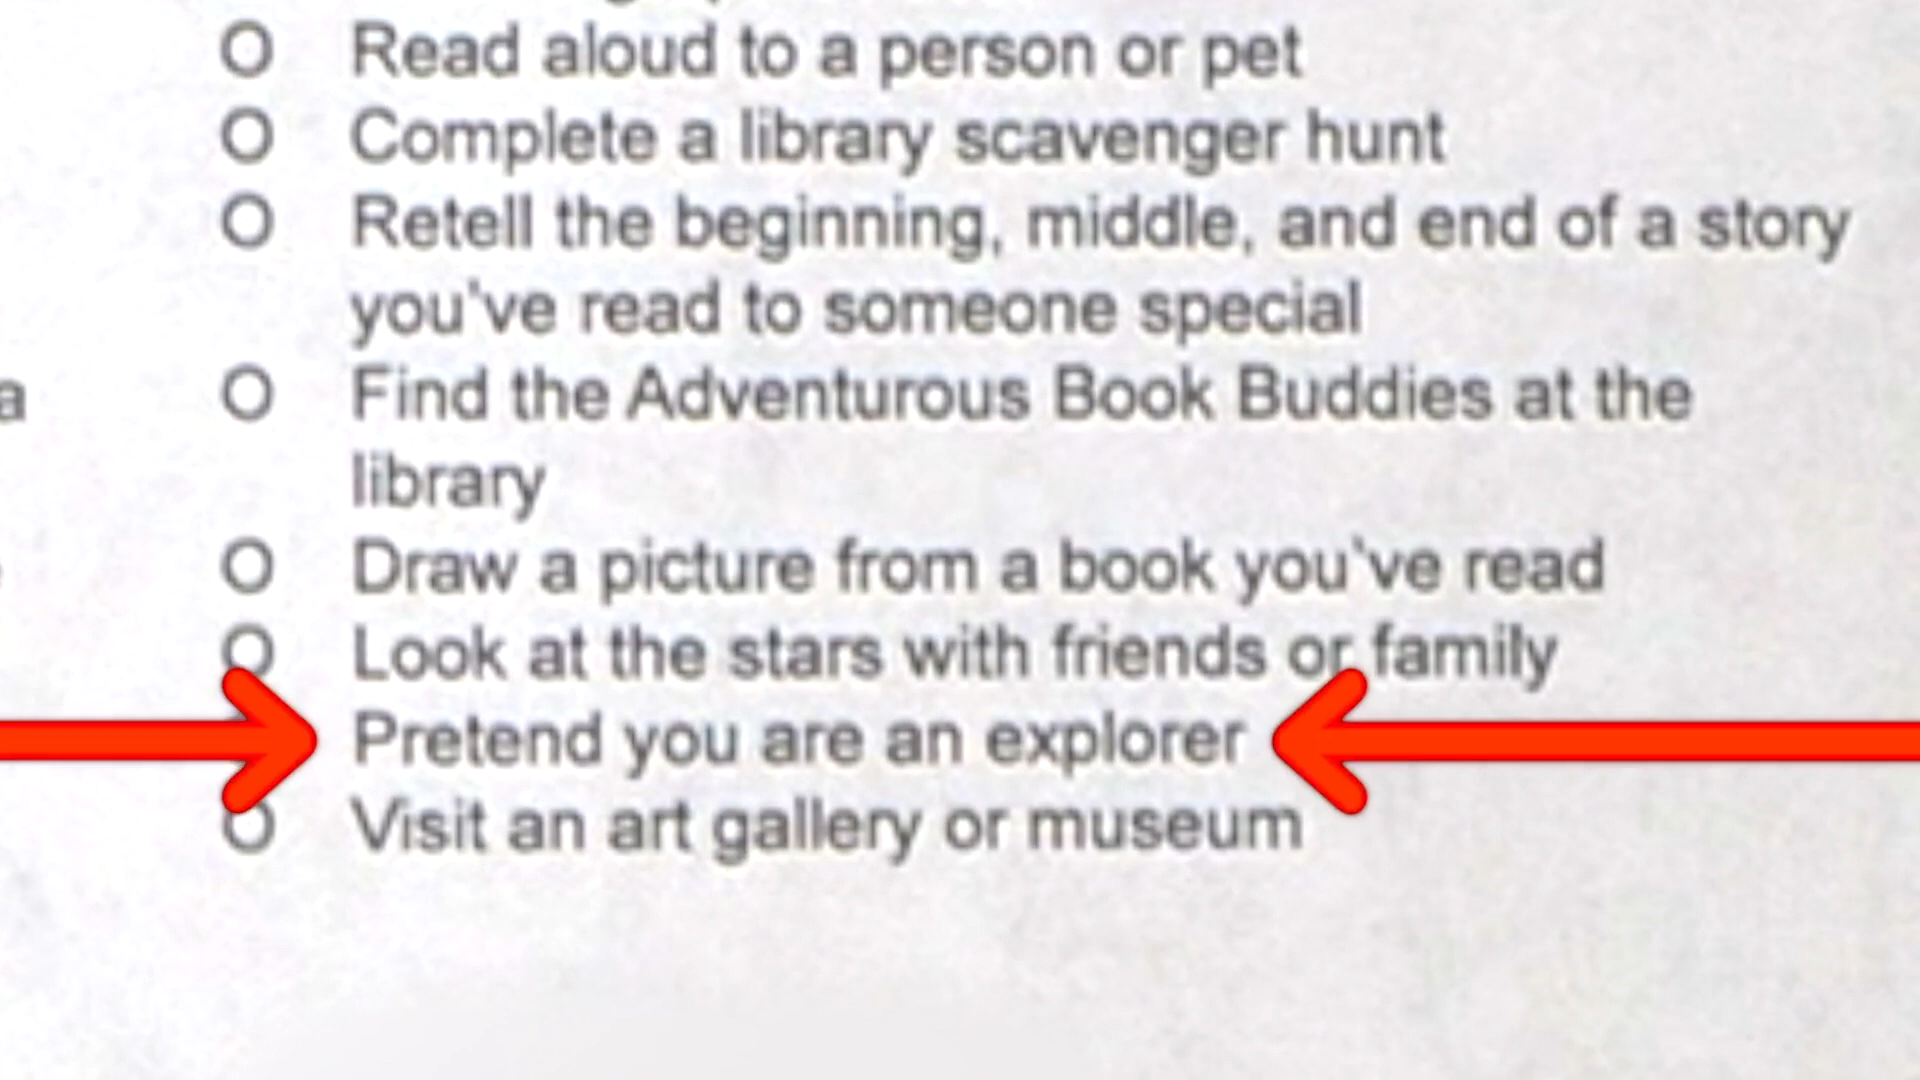 O Read aloud to a person or pet
O Complete a library scavenger hunt
O Retell the beginning, middle, and end of a story
you've read to someone special
a
O Find the Adventurous Book Buddies at the
library
O Draw a picture from a book you've read
O Look at the stars with friends or family
Pretend you are an explorer
O Visit an art gallery or museum